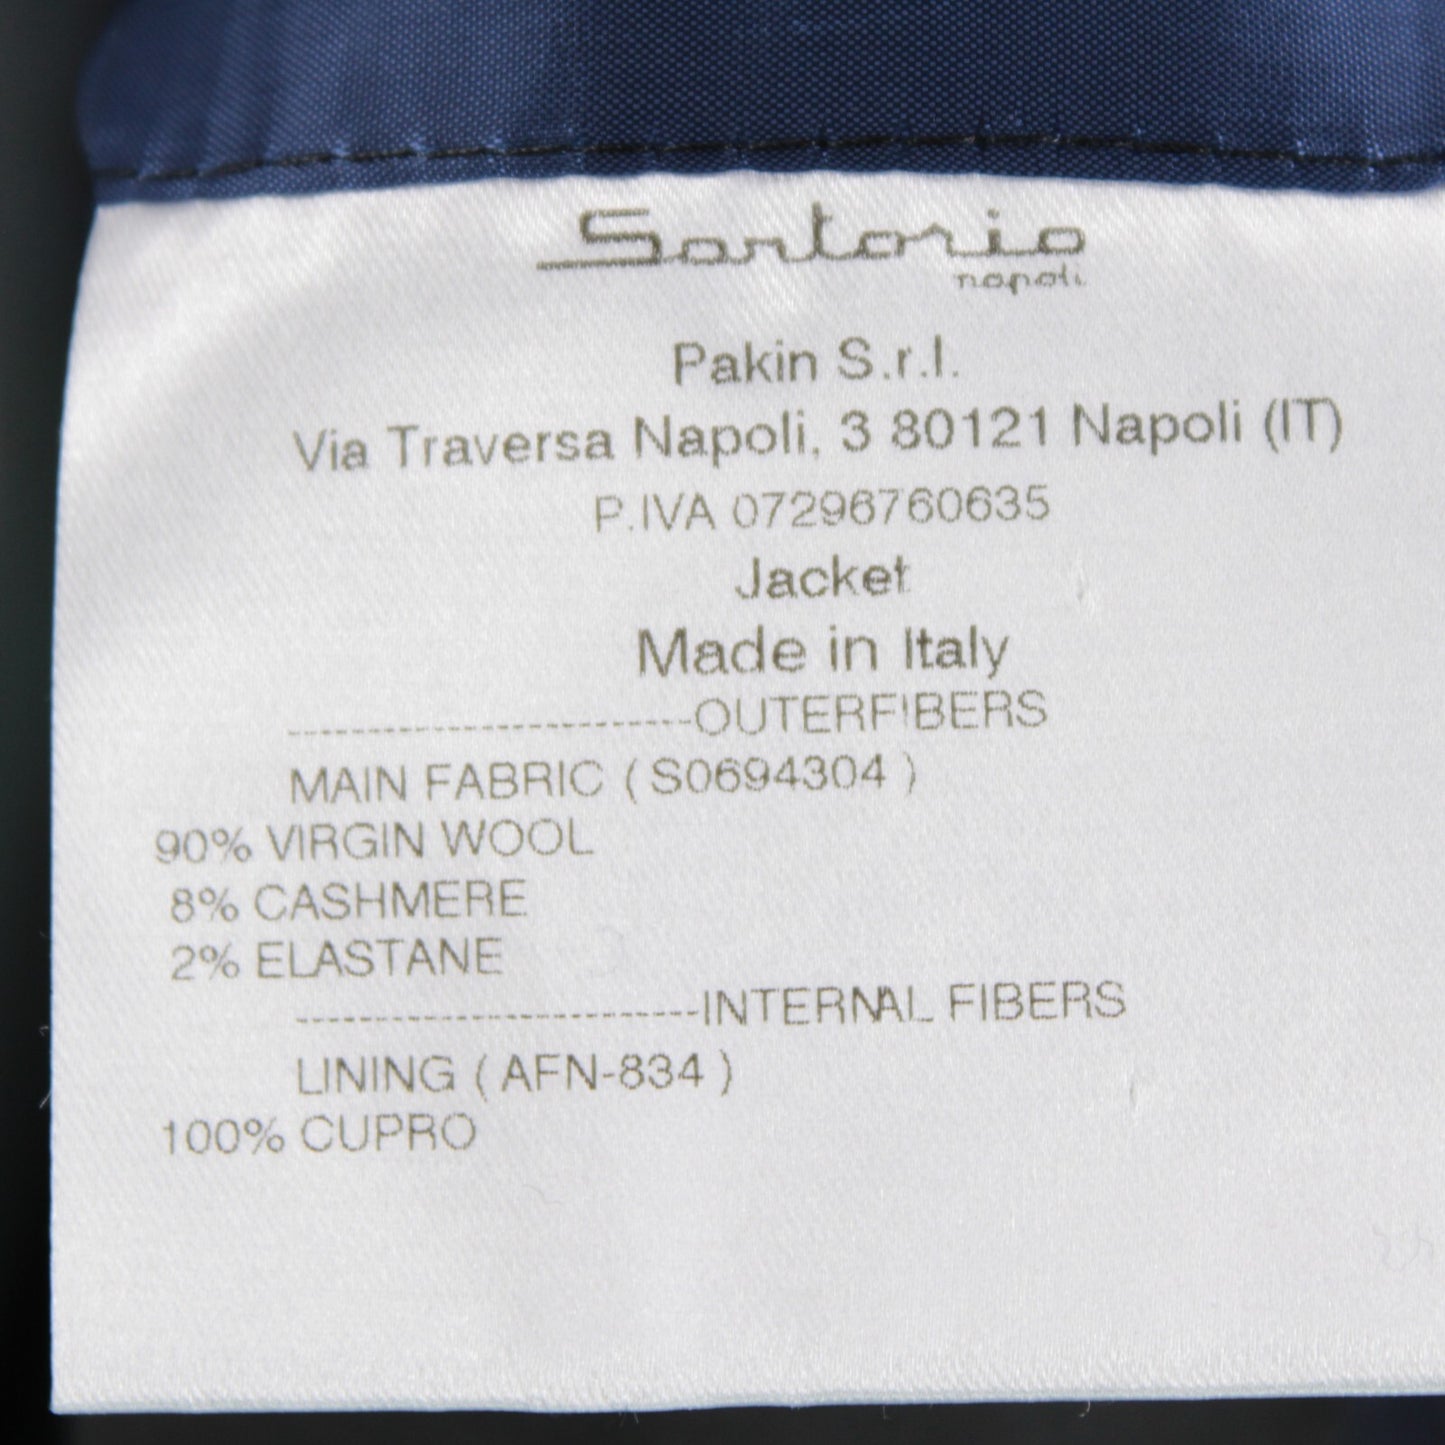 Sartorio
napoli
Pakin S.r.l.
Via Traversa Napoli, 3 80121 Napoli (IT)
P.IVA 07296760635
Jacket
Made in Italy
------------------------OUTERFIBERS
MAIN FABRIC ( S0694304 )
90% VIRGIN WOOL
8% CASHMERE
2% ELASTANE
------------------------INTERNAL FIBERS
LINING ( AFN-834 )
100% CUPRO